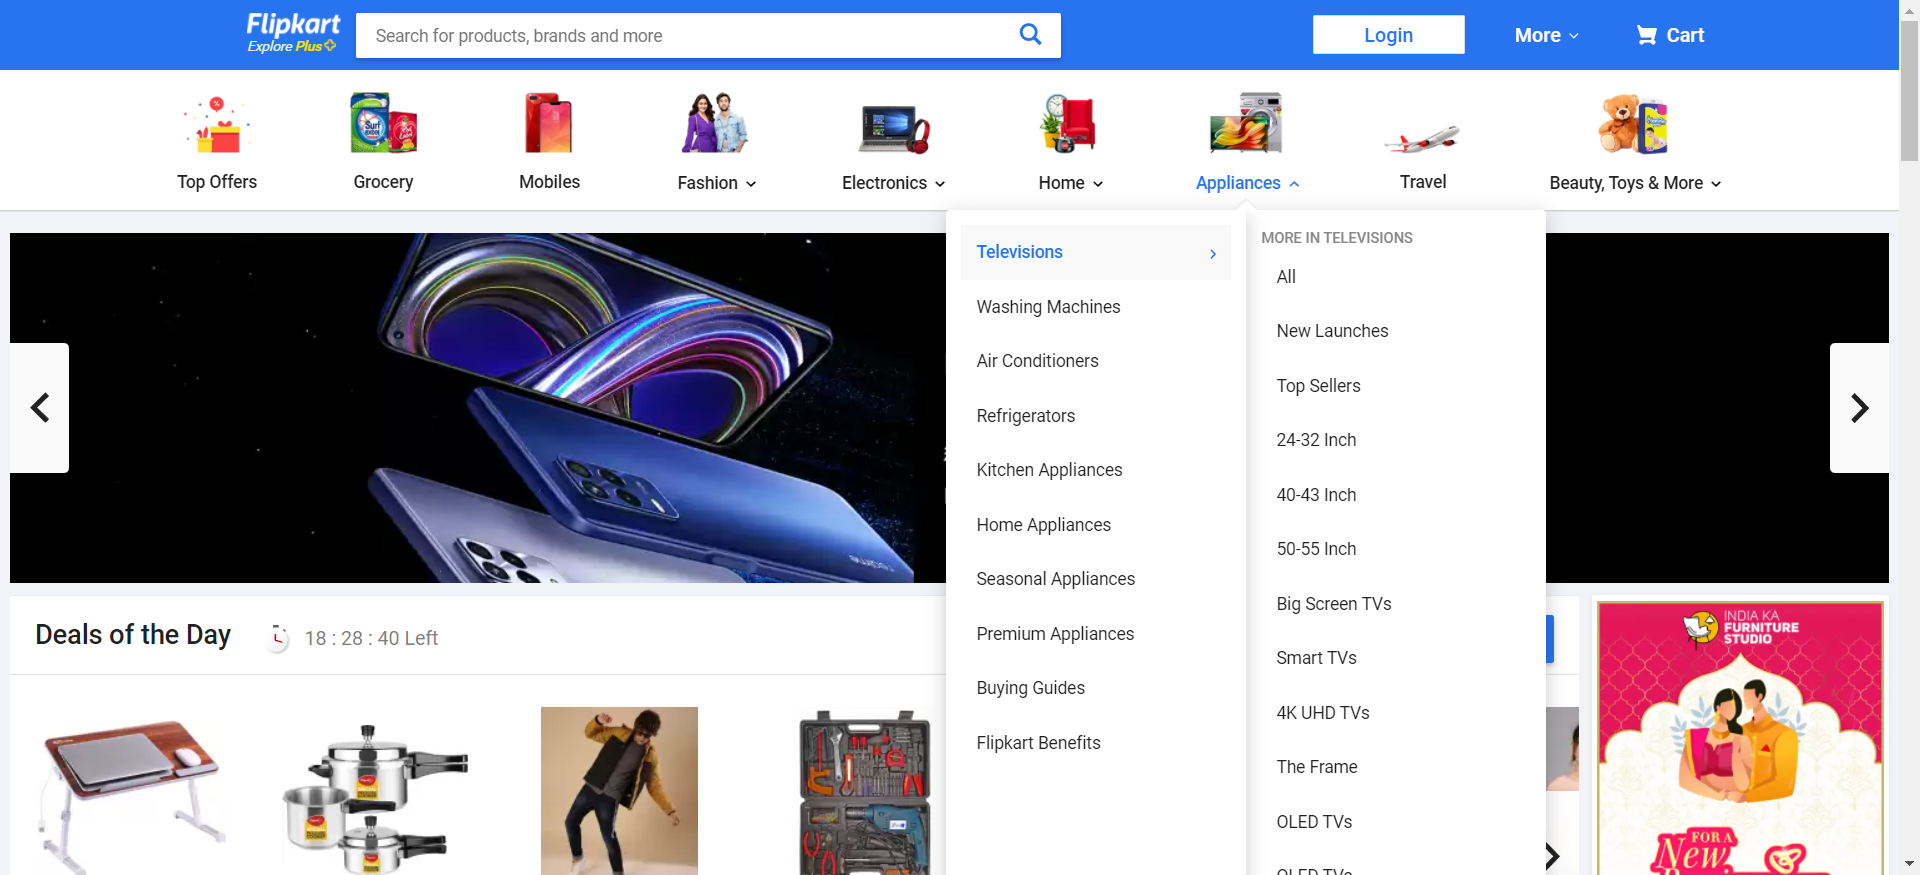 Flipkart
Explore Plus
Search for products, brands and more
Login
More
Cart
Top Offers
Grocery
Mobiles
Fashion
Electronics
Home
Appliances
Travel
Beauty, Toys & More
Televisions
Washing Machines
Air Conditioners
Refrigerators
Kitchen Appliances
Home Appliances
Seasonal Appliances
Premium Appliances
Buying Guides
Flipkart Benefits
MORE IN TELEVISIONS
All
New Launches
Top Sellers
24-32 Inch
40-43 Inch
50-55 Inch
Big Screen TVs
Smart TVs
4K UHD TVs
The Frame
OLED TVs
Deals of the Day
18 : 28 : 40 Left
INDIA KA
FURNITURE
STUDIO
FOR A
New